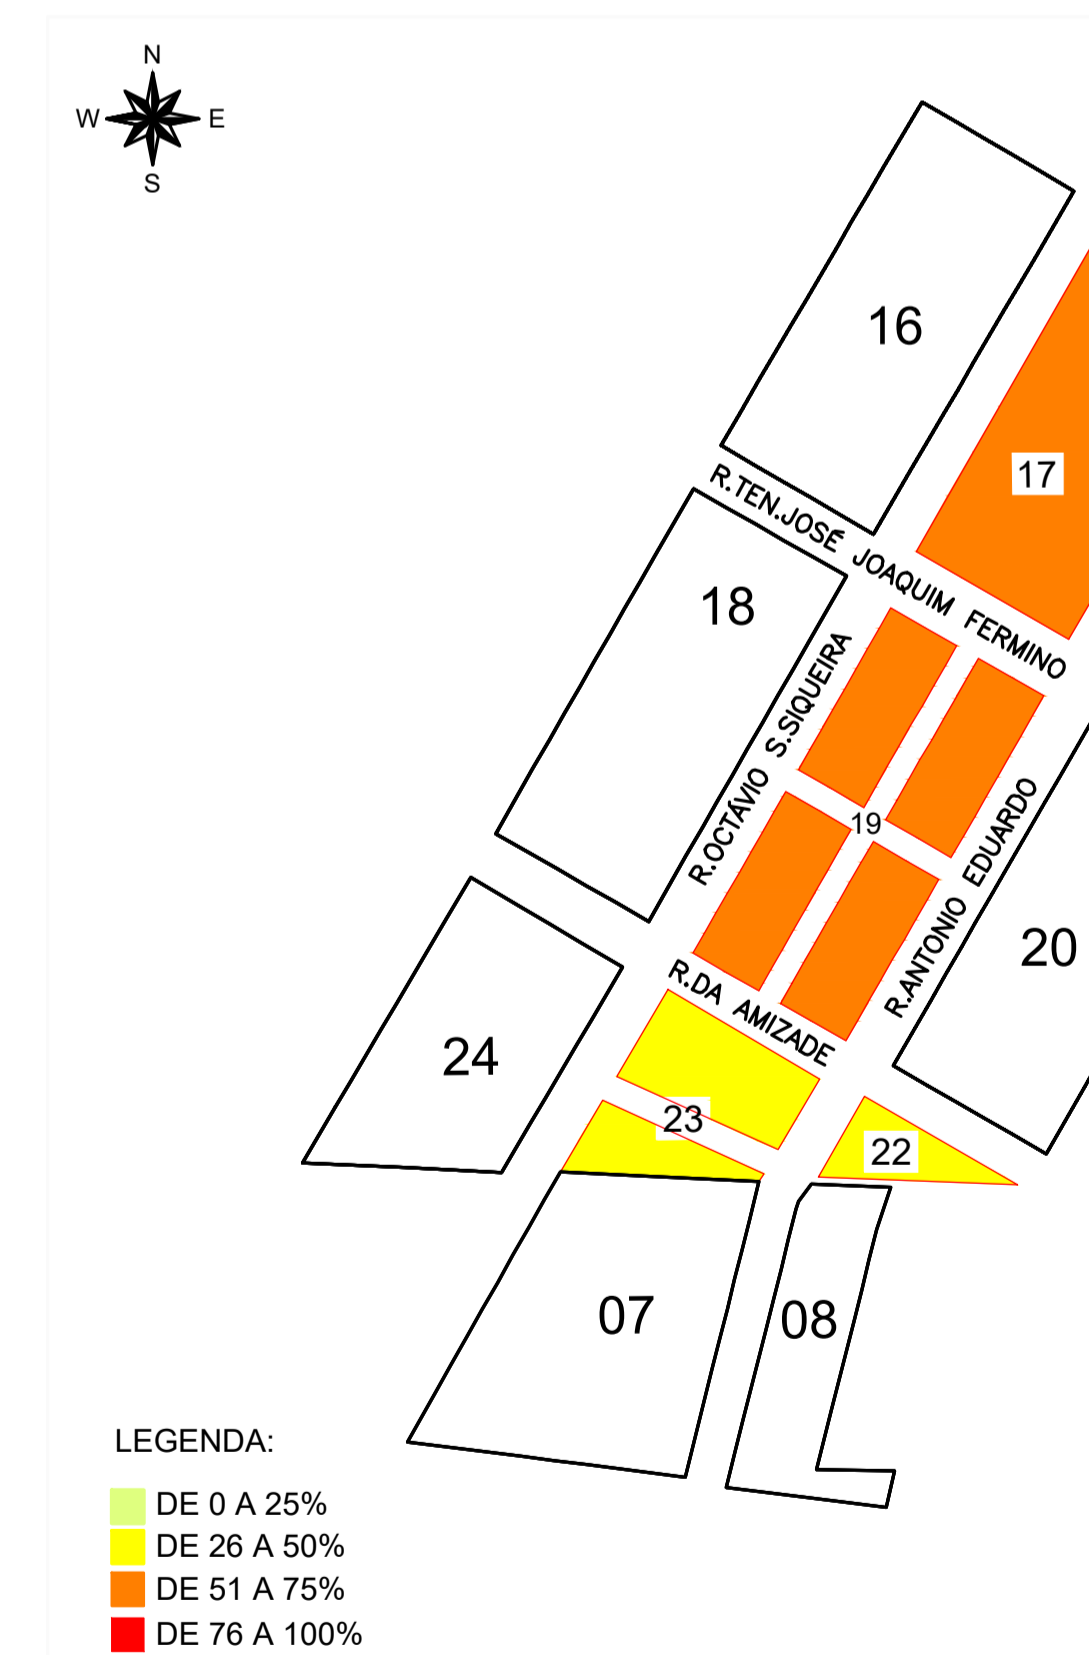 N
W E
S
16
17
R.TEN.JOSÉ JOAQUIM FERMINO
18
R.OCTÁVIO S.SIQUEIRA
19
R.ANTONIO EDUARDO
20
R.DA AMIZADE
24
23
22
07
08
LEGENDA:
DE 0 A 25%
DE 26 A 50%
DE 51 A 75%
DE 76 A 100%